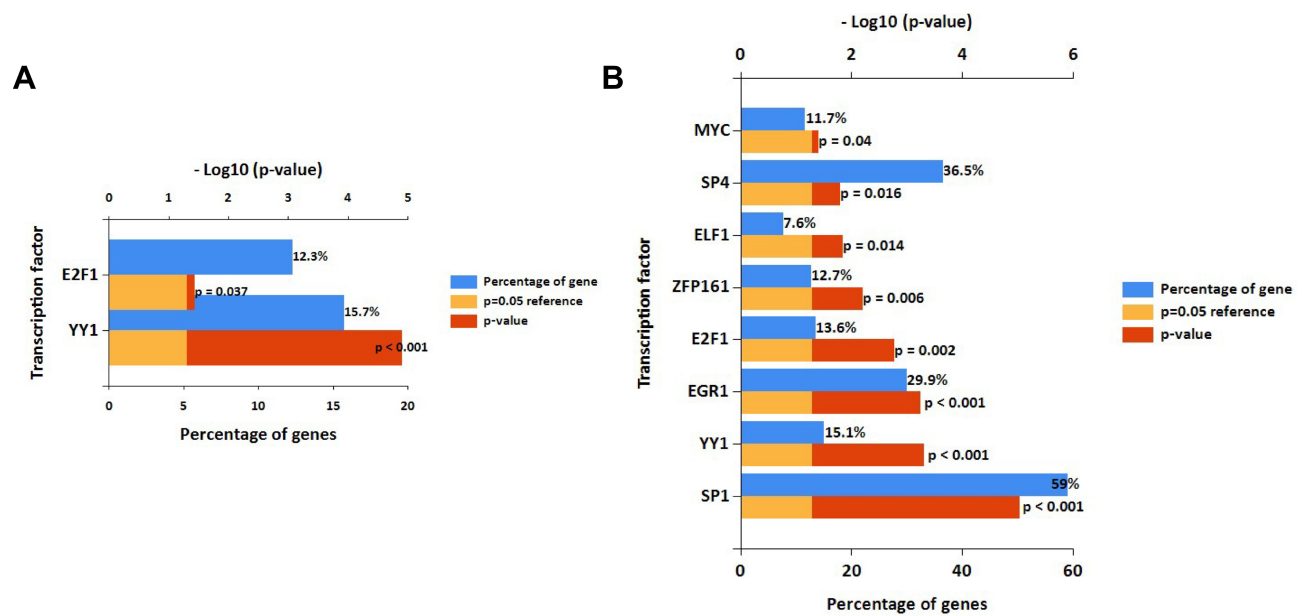 A
- Log10 (p-value)
0 1 2 3 4 5
Transcription factor
E2F1
12.3%
p = 0.037
YY1
15.7%
p < 0.001
0 5 10 15 20
Percentage of genes
Percentage of gene
p=0.05 reference
p-value
B
- Log10 (p-value)
0 2 4 6
Transcription factor
MYC
11.7%
p = 0.04
SP4
36.5%
p = 0.016
ELF1
7.6%
p = 0.014
ZFP161
12.7%
p = 0.006
E2F1
13.6%
p = 0.002
EGR1
29.9%
p < 0.001
YY1
15.1%
p < 0.001
SP1
59%
p < 0.001
0 20 40 60
Percentage of genes
Percentage of gene
p=0.05 reference
p-value